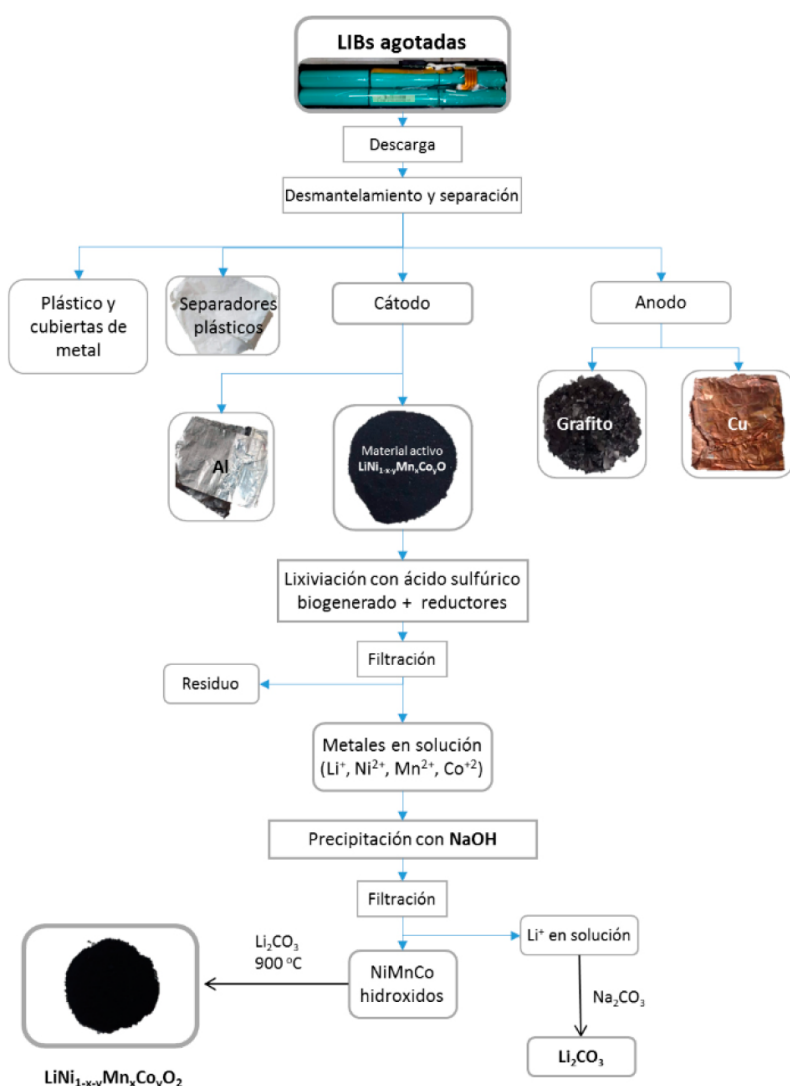 LIBs agotadas
Descarga
Desmantelamiento y separación
Plástico y
cubiertas de
metal
Separadores
plásticos
Cátodo
Anodo
Al
Material activo
LiNi₁₋ₓ₋ᵧMnₓCoᵧO
Grafito
Cu
Lixiviación con ácido sulfúrico
biogenerado + reductores
Filtración
Residuo
Metales en solución
(Li⁺, Ni²⁺, Mn²⁺, Co⁺²)
Precipitación con NaOH
Filtración
Li⁺ en solución
Li₂CO₃
900 °C
NiMnCo
hidroxidos
Na₂CO₃
Li₂CO₃
LiNi₁₋ₓ₋ᵧMnₓCoᵧO₂